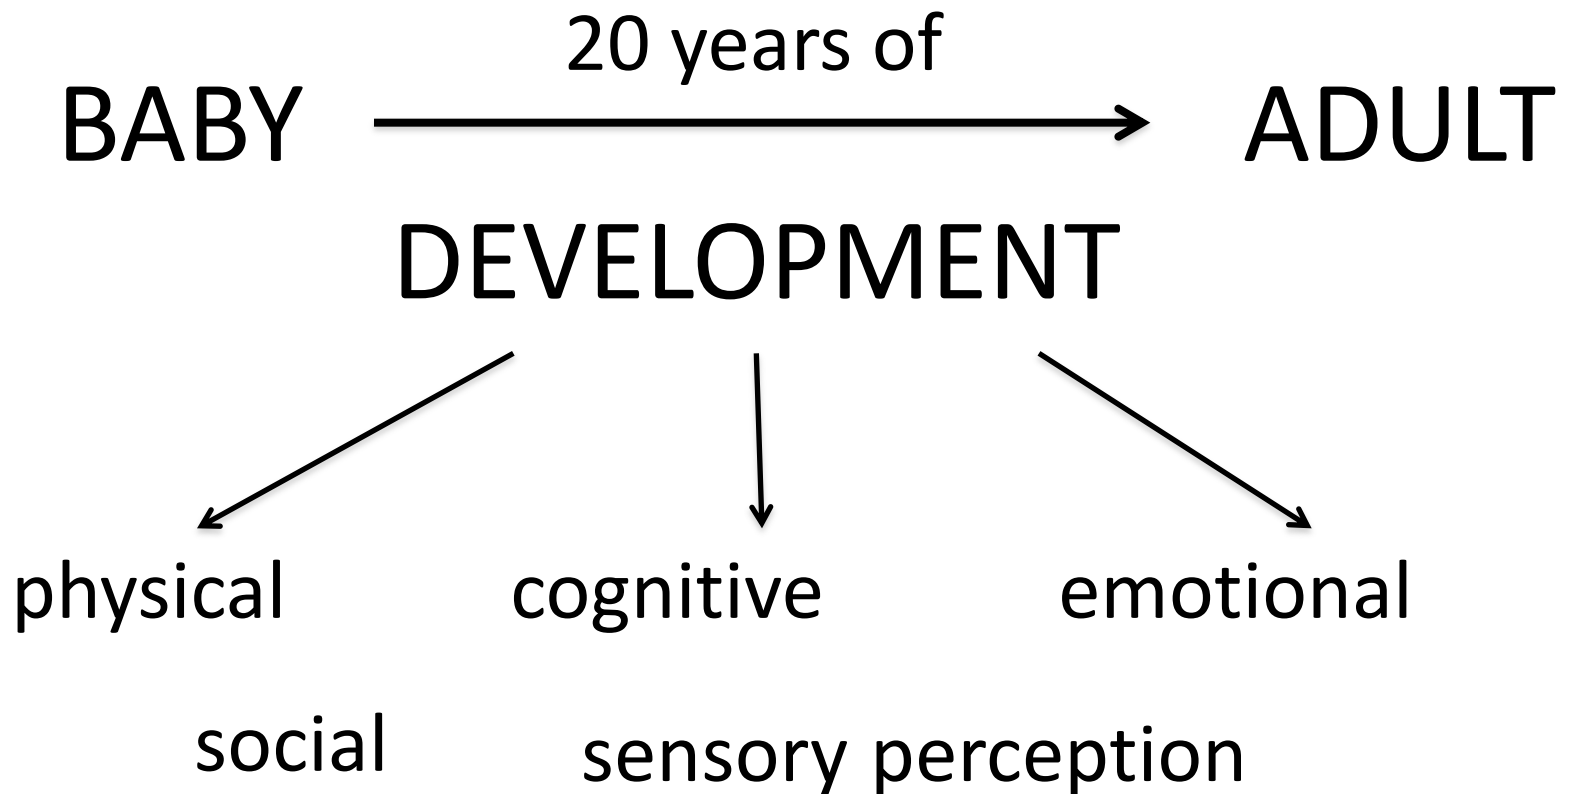 20 years of
BABY ADULT
DEVELOPMENT
physical cognitive emotional
social sensory perception